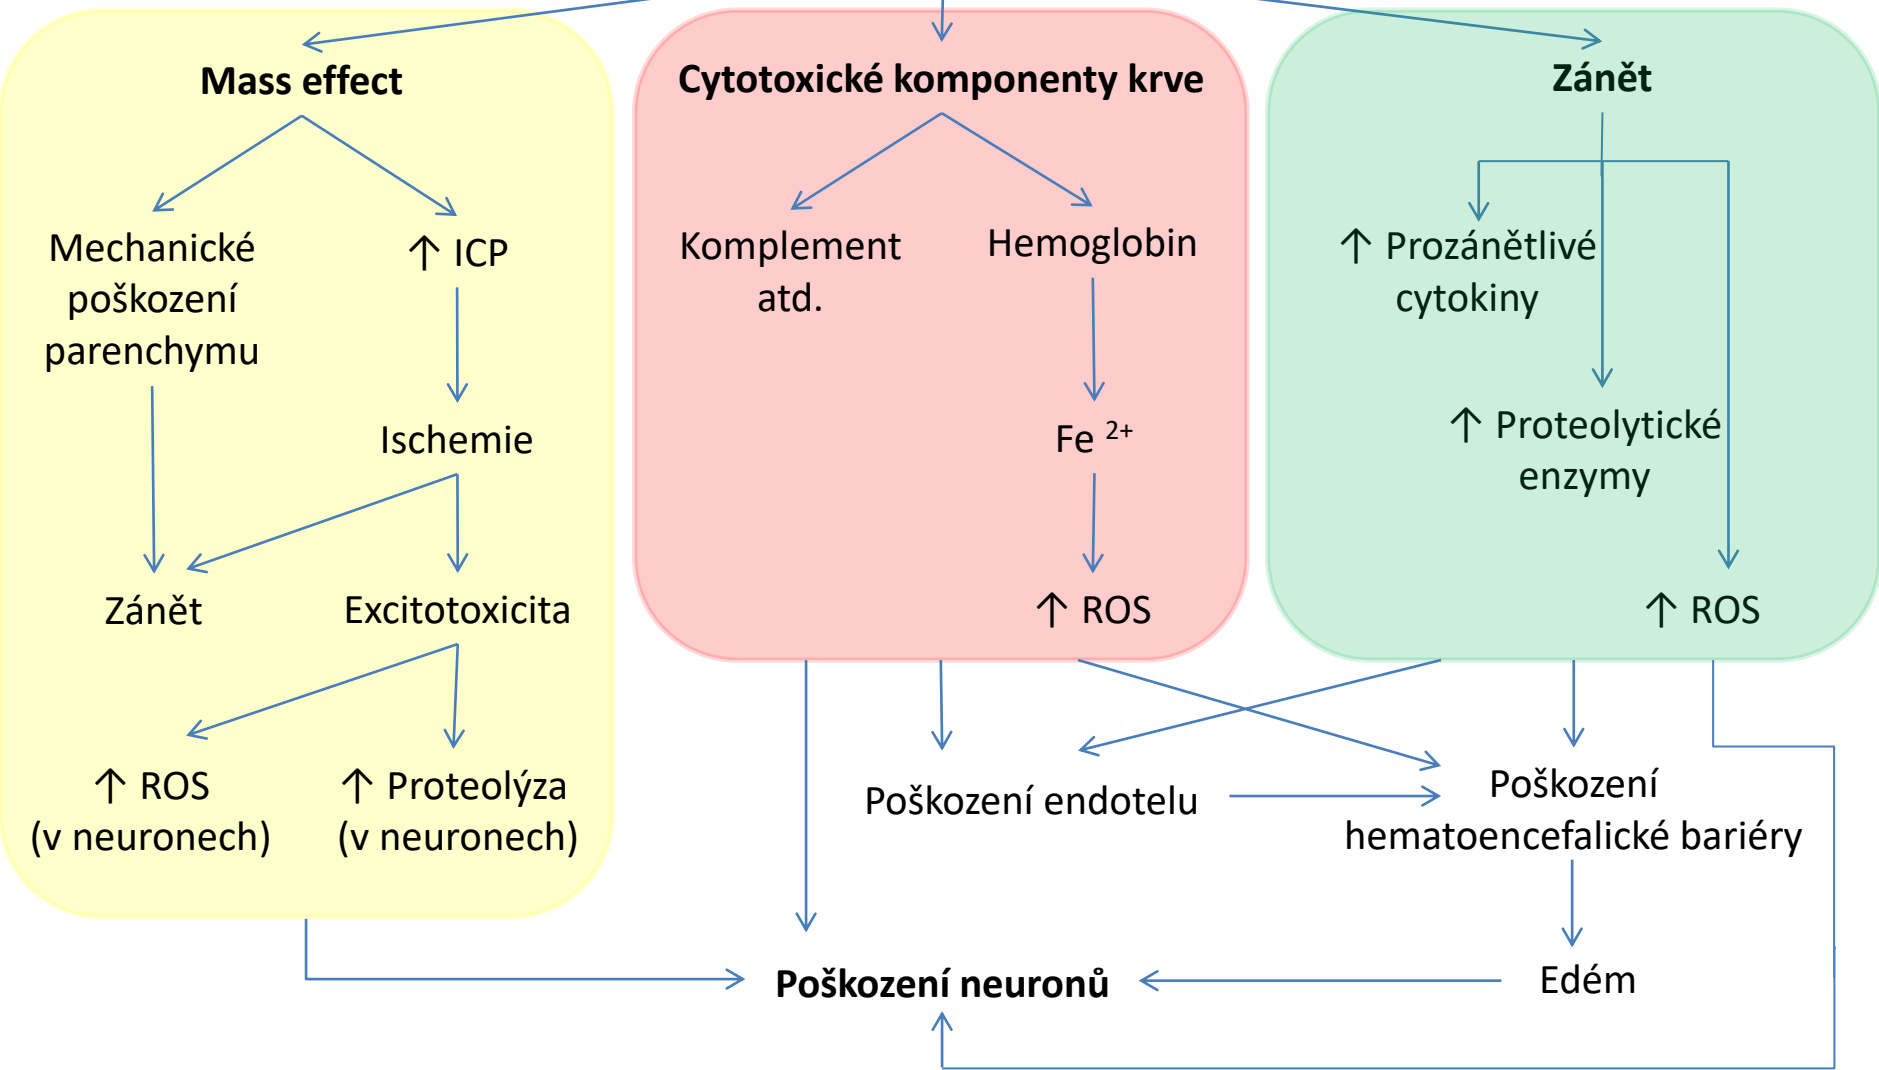 Mass effect
Mechanické
poškození
parenchymu
↑ ICP
Ischemie
Zánět
Excitotoxicita
↑ ROS
(v neuronech)
↑ Proteolýza
(v neuronech)
Cytotoxické komponenty krve
Komplement
atd.
Hemoglobin
Fe 2+
↑ ROS
Zánět
↑ Prozánětlivé
cytokiny
↑ Proteolytické
enzymy
↑ ROS
Poškození endotelu
Poškození
hematoencefalické bariéry
Poškození neuronů
Edém